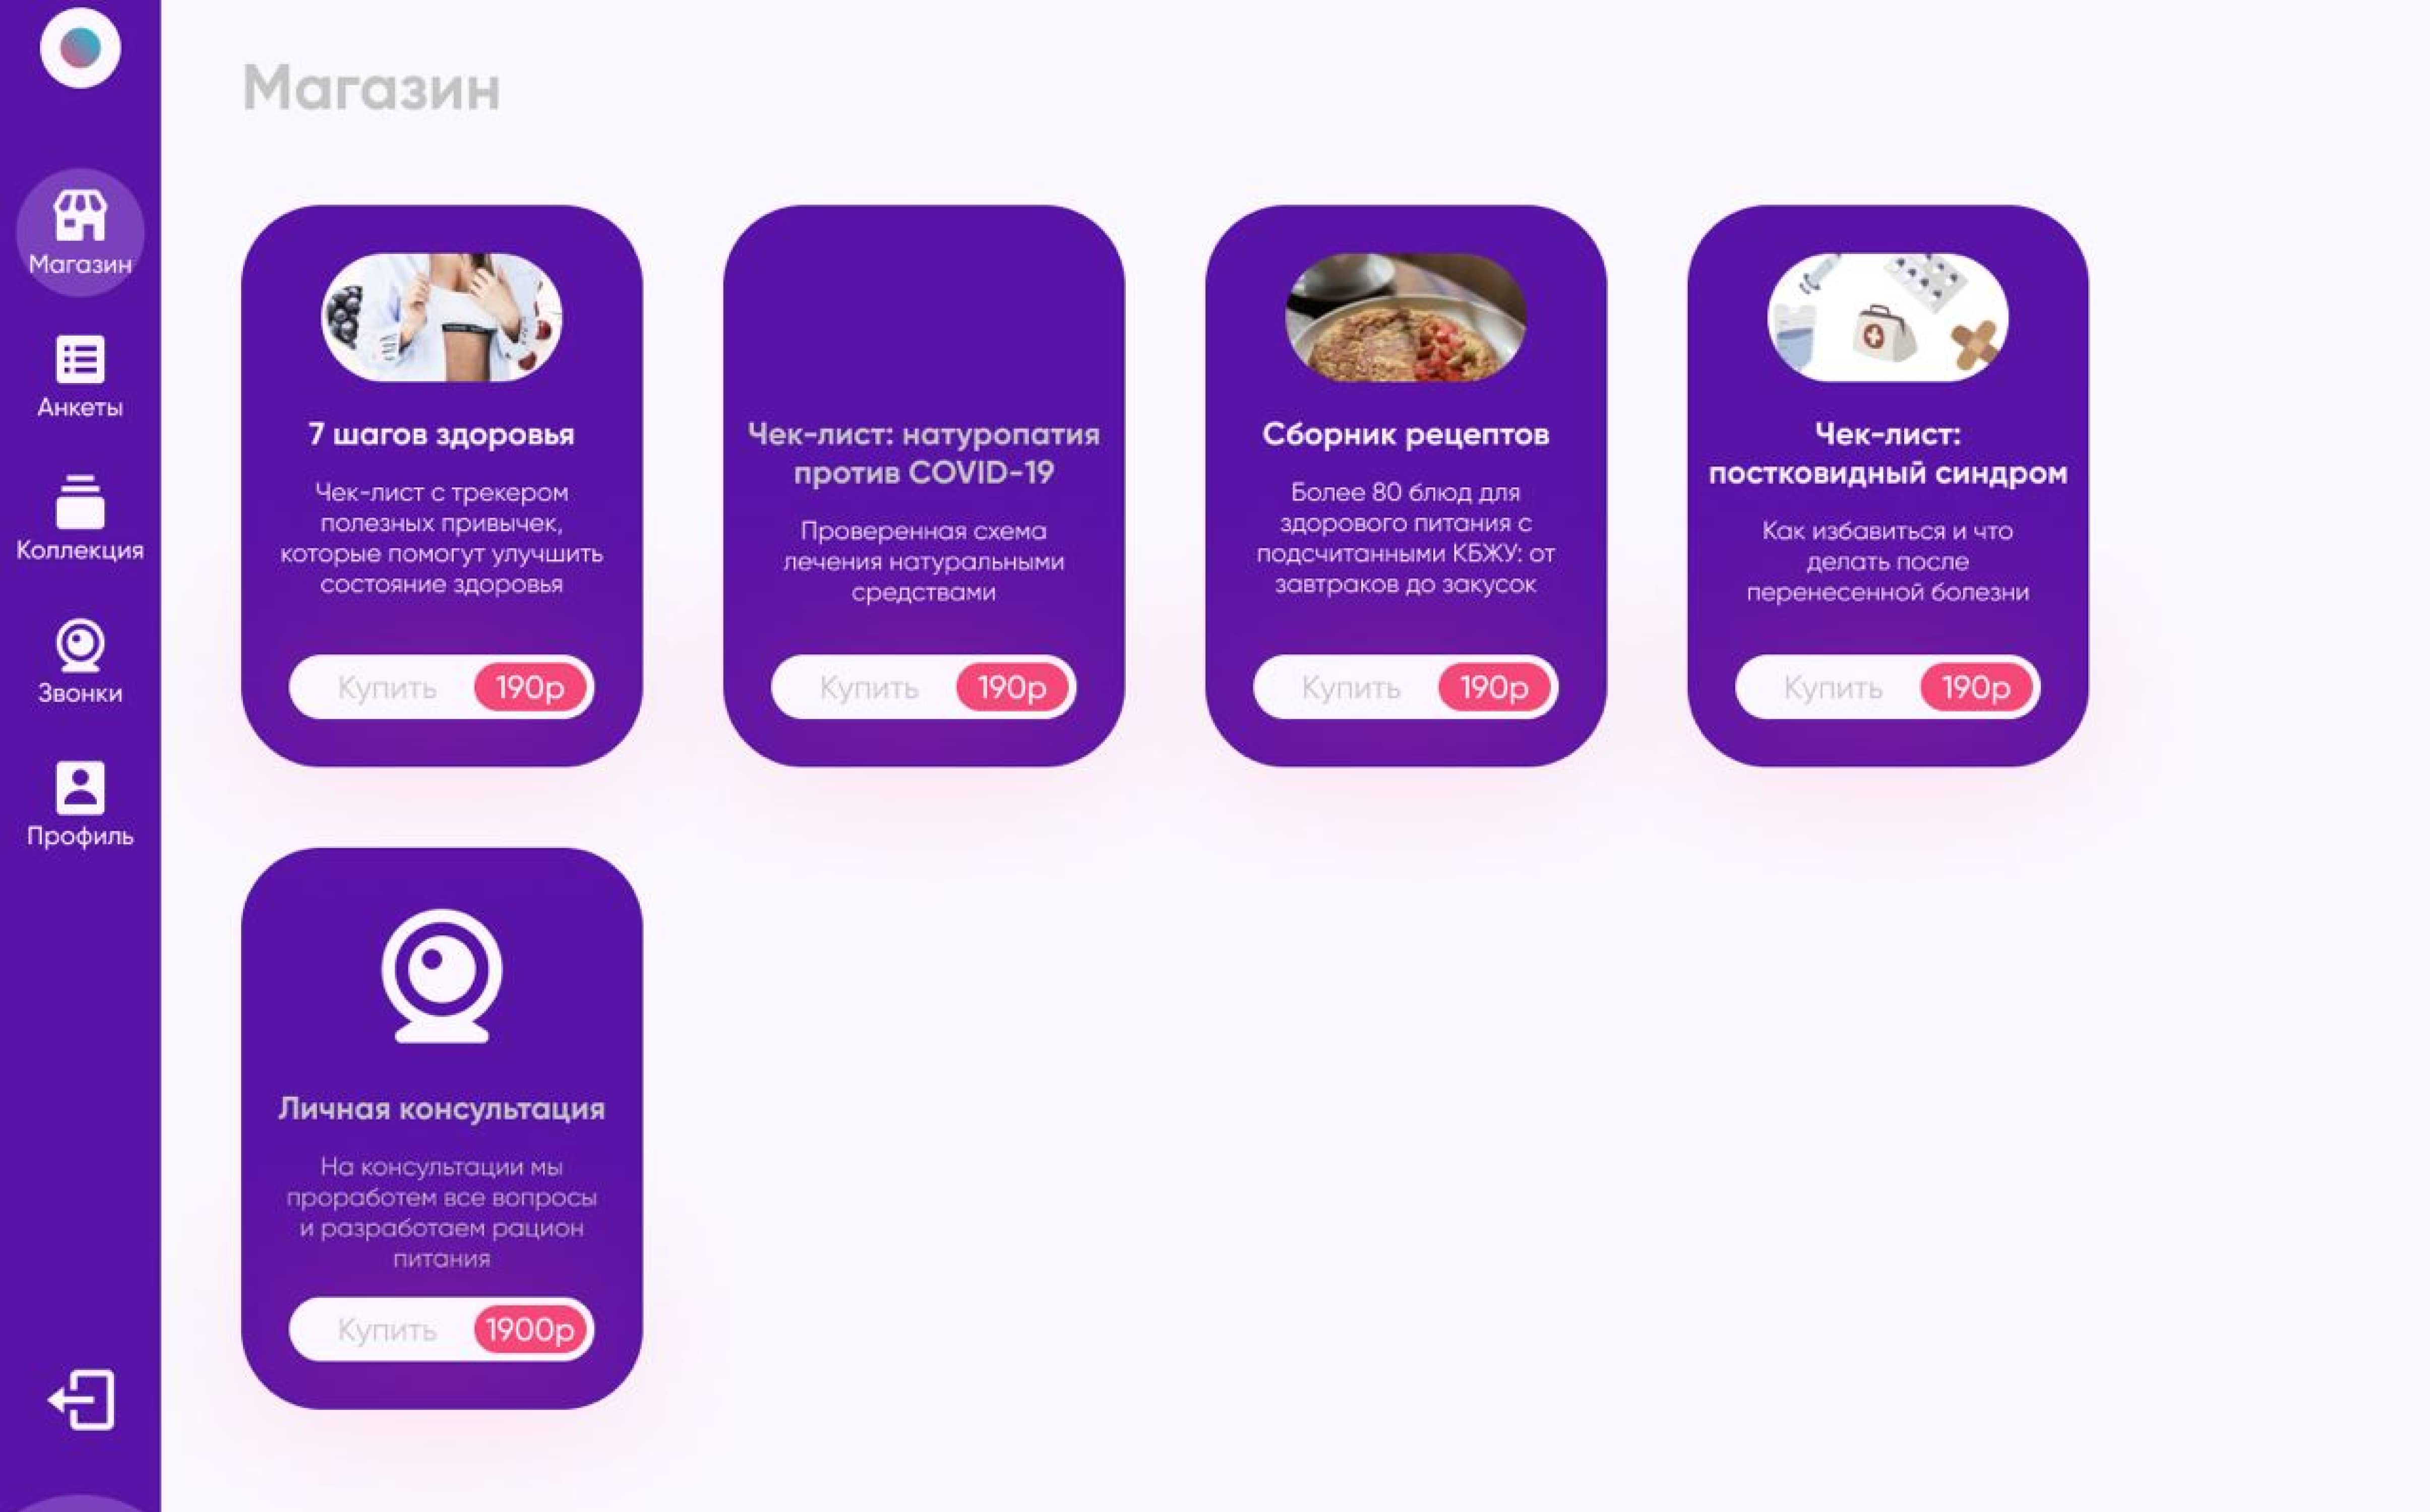 Магазин
Магазин
Анкеты
Коллекция
Звонки
Профиль
7 шагов здоровья
Чек-лист с трекером
полезных привычек,
которые помогут улучшить
состояние здоровья
Купить 190р
Чек-лист: натуропатия
против COVID-19
Проверенная схема
лечения натуральными
средствами
Купить 190р
Сборник рецептов
Более 80 блюд для
здорового питания с
подсчитанными КБЖУ: от
завтраков до закусок
Купить 190р
Чек-лист:
постковидный синдром
Как избавиться и что
делать после
перенесенной болезни
Купить 190р
Личная консультация
На консультации мы
проработем все вопросы
и разработаем рацион
питания
Купить 1900р